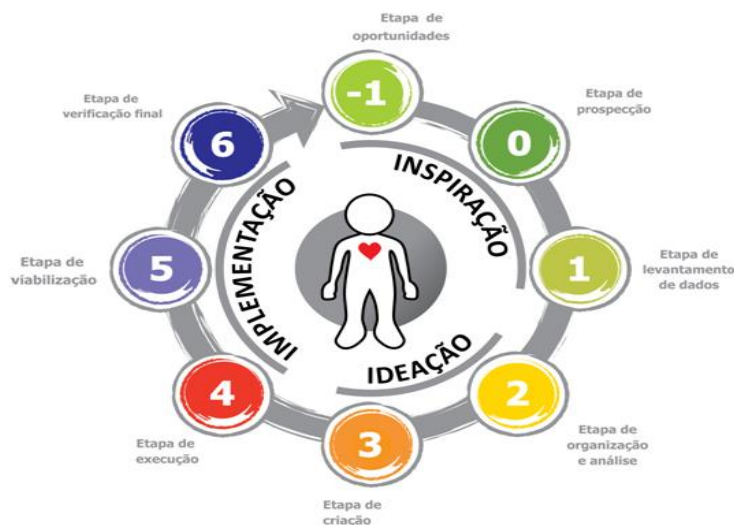 Etapa de
oportunidades
-1
Etapa de
prospecção
0
Etapa de
levantamento
de dados
1
Etapa de
organização
e análise
2
Etapa de
criação
3
Etapa de
execução
4
Etapa de
viabilização
5
Etapa de
verificação final
6
INSPIRAÇÃO
IDEAÇÃO
IMPLEMENTAÇÃO